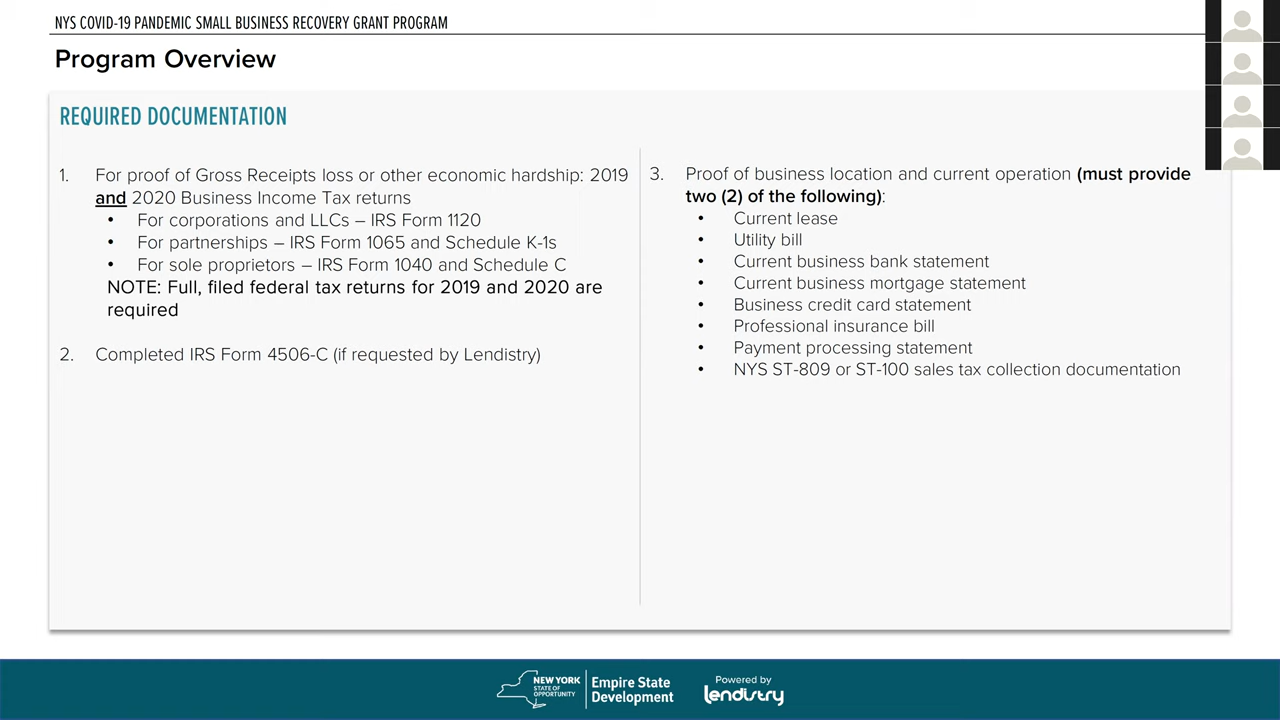 NYS COVID-19 PANDEMIC SMALL BUSINESS RECOVERY GRANT PROGRAM
Program Overview
REQUIRED DOCUMENTATION
1. For proof of Gross Receipts loss or other economic hardship: 2019
and 2020 Business Income Tax returns
• For corporations and LLCs – IRS Form 1120
• For partnerships – IRS Form 1065 and Schedule K-1s
• For sole proprietors – IRS Form 1040 and Schedule C
NOTE: Full, filed federal tax returns for 2019 and 2020 are
required
2. Completed IRS Form 4506-C (if requested by Lendistry)
3. Proof of business location and current operation (must provide
two (2) of the following):
• Current lease
• Utility bill
• Current business bank statement
• Current business mortgage statement
• Business credit card statement
• Professional insurance bill
• Payment processing statement
• NYS ST-809 or ST-100 sales tax collection documentation
NEW YORK
STATE OF
OPPORTUNITY
Empire State
Development
Powered by
lendistry